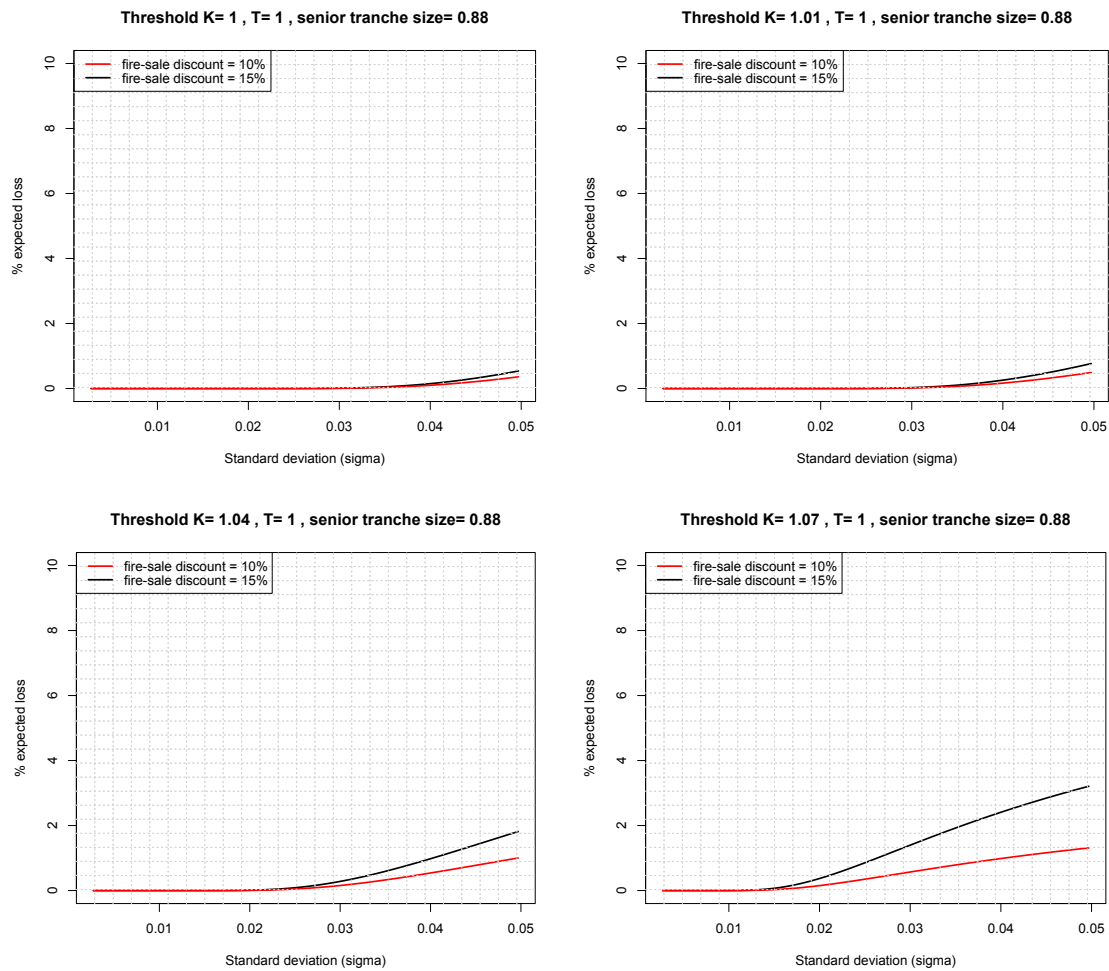 Threshold K= 1 , T= 1 , senior tranche size= 0.88
fire-sale discount = 10%
fire-sale discount = 15%
% expected loss
10
8
6
4
2
0
0.01 0.02 0.03 0.04 0.05
Standard deviation (sigma)
Threshold K= 1.01 , T= 1 , senior tranche size= 0.88
fire-sale discount = 10%
fire-sale discount = 15%
% expected loss
10
8
6
4
2
0
0.01 0.02 0.03 0.04 0.05
Standard deviation (sigma)
Threshold K= 1.04 , T= 1 , senior tranche size= 0.88
fire-sale discount = 10%
fire-sale discount = 15%
% expected loss
10
8
6
4
2
0
0.01 0.02 0.03 0.04 0.05
Standard deviation (sigma)
Threshold K= 1.07 , T= 1 , senior tranche size= 0.88
fire-sale discount = 10%
fire-sale discount = 15%
% expected loss
10
8
6
4
2
0
0.01 0.02 0.03 0.04 0.05
Standard deviation (sigma)